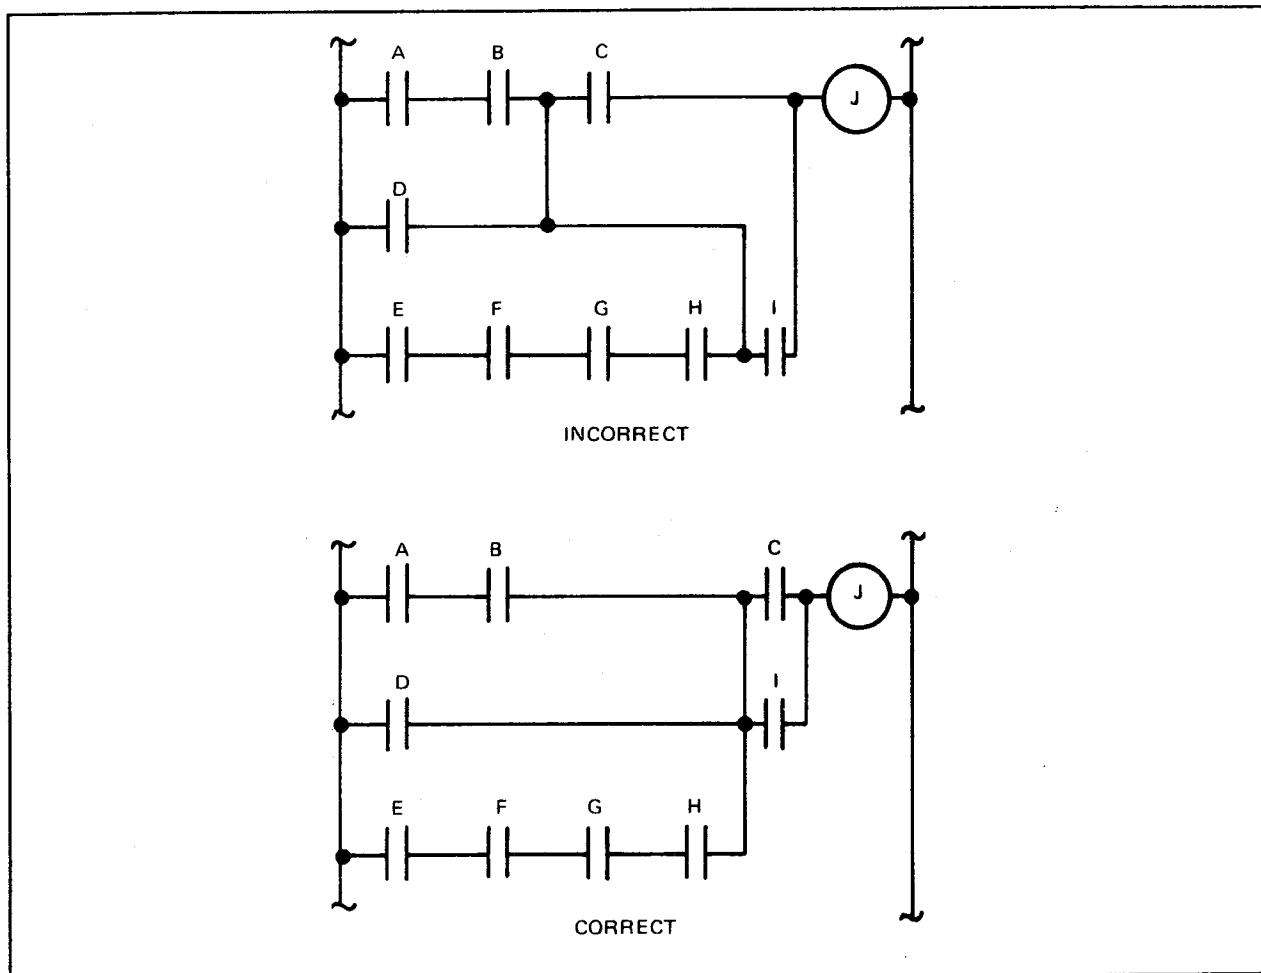 A B C
J
D
E F G H I
INCORRECT
A B C
J
D I
E F G H
CORRECT